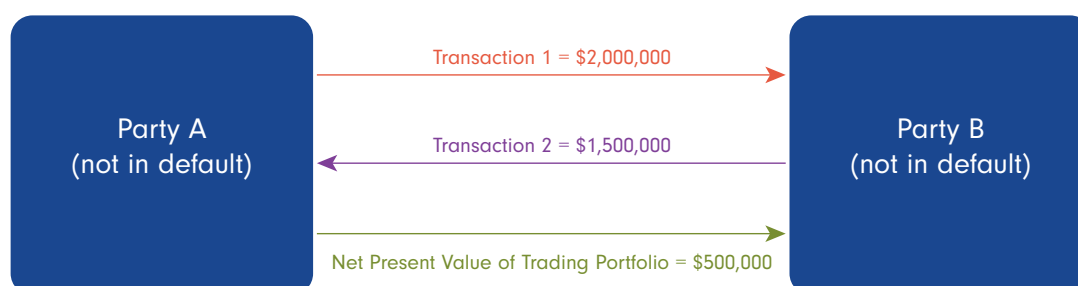 Party A
(not in default)
Transaction 1 = $2,000,000
Transaction 2 = $1,500,000
Net Present Value of Trading Portfolio = $500,000
Party B
(not in default)